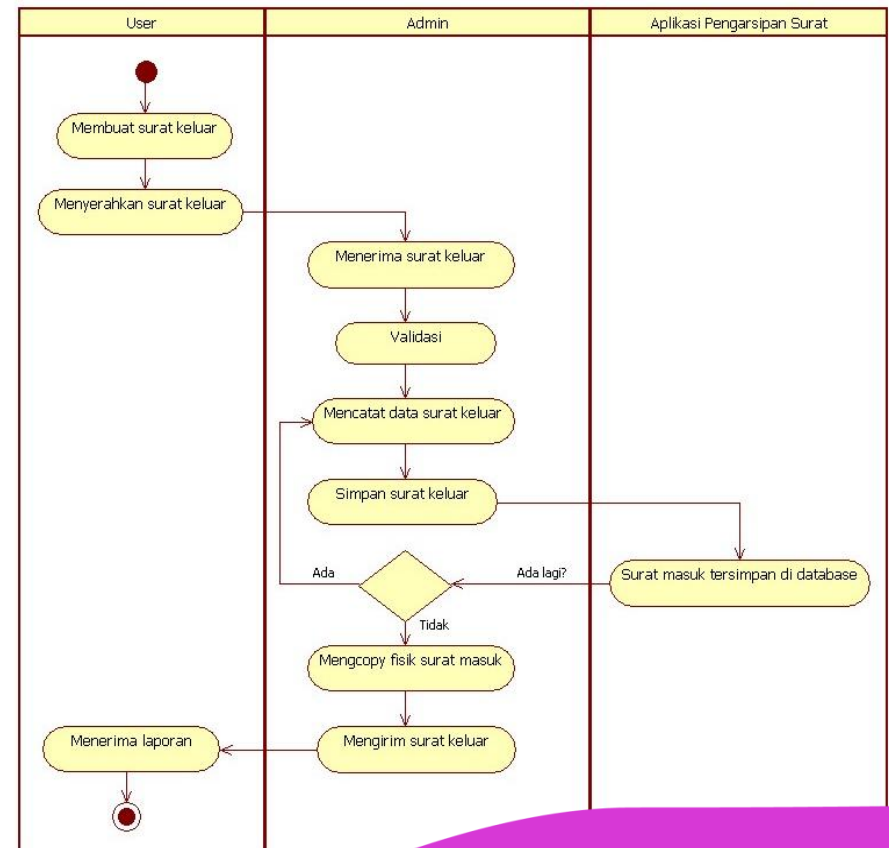 User
Admin
Aplikasi Pengarsipan Surat
Membuat surat keluar
Menyerahkan surat keluar
Menerima surat keluar
Validasi
Mencatat data surat keluar
Simpan surat keluar
Surat masuk tersimpan di database
Ada lagi?
Ada
Tidak
Mengcopy fisik surat masuk
Mengirim surat keluar
Menerima laporan